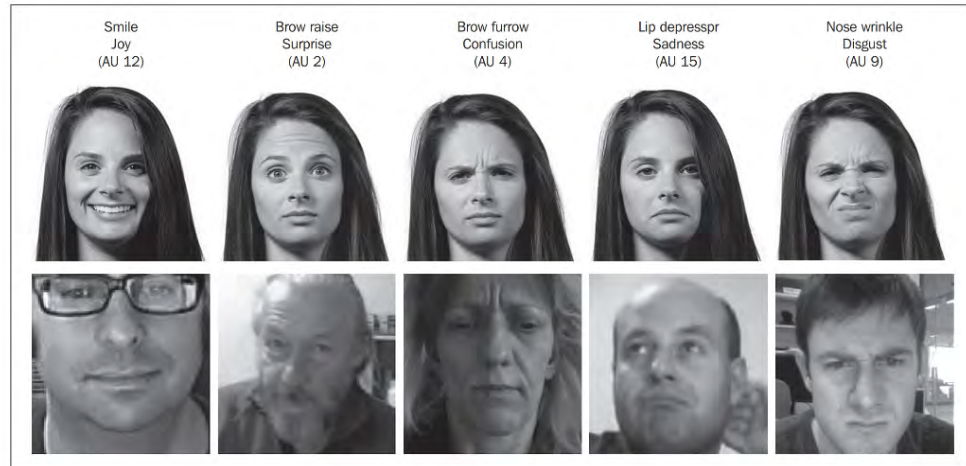 Smile
Joy
(AU 12)
Brow raise
Surprise
(AU 2)
Brow furrow
Confusion
(AU 4)
Lip depresspr
Sadness
(AU 15)
Nose wrinkle
Disgust
(AU 9)